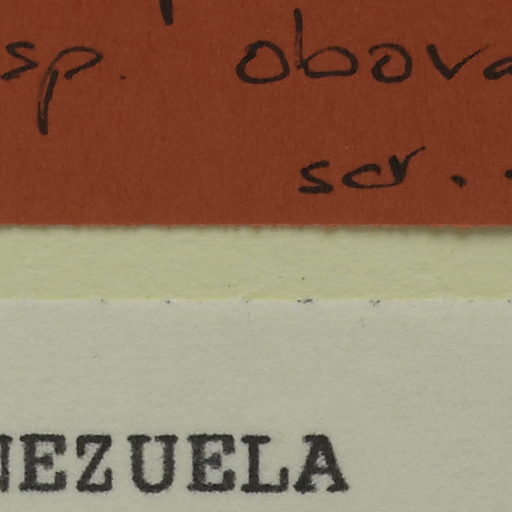 sp. obova
scr.
NEZUELA